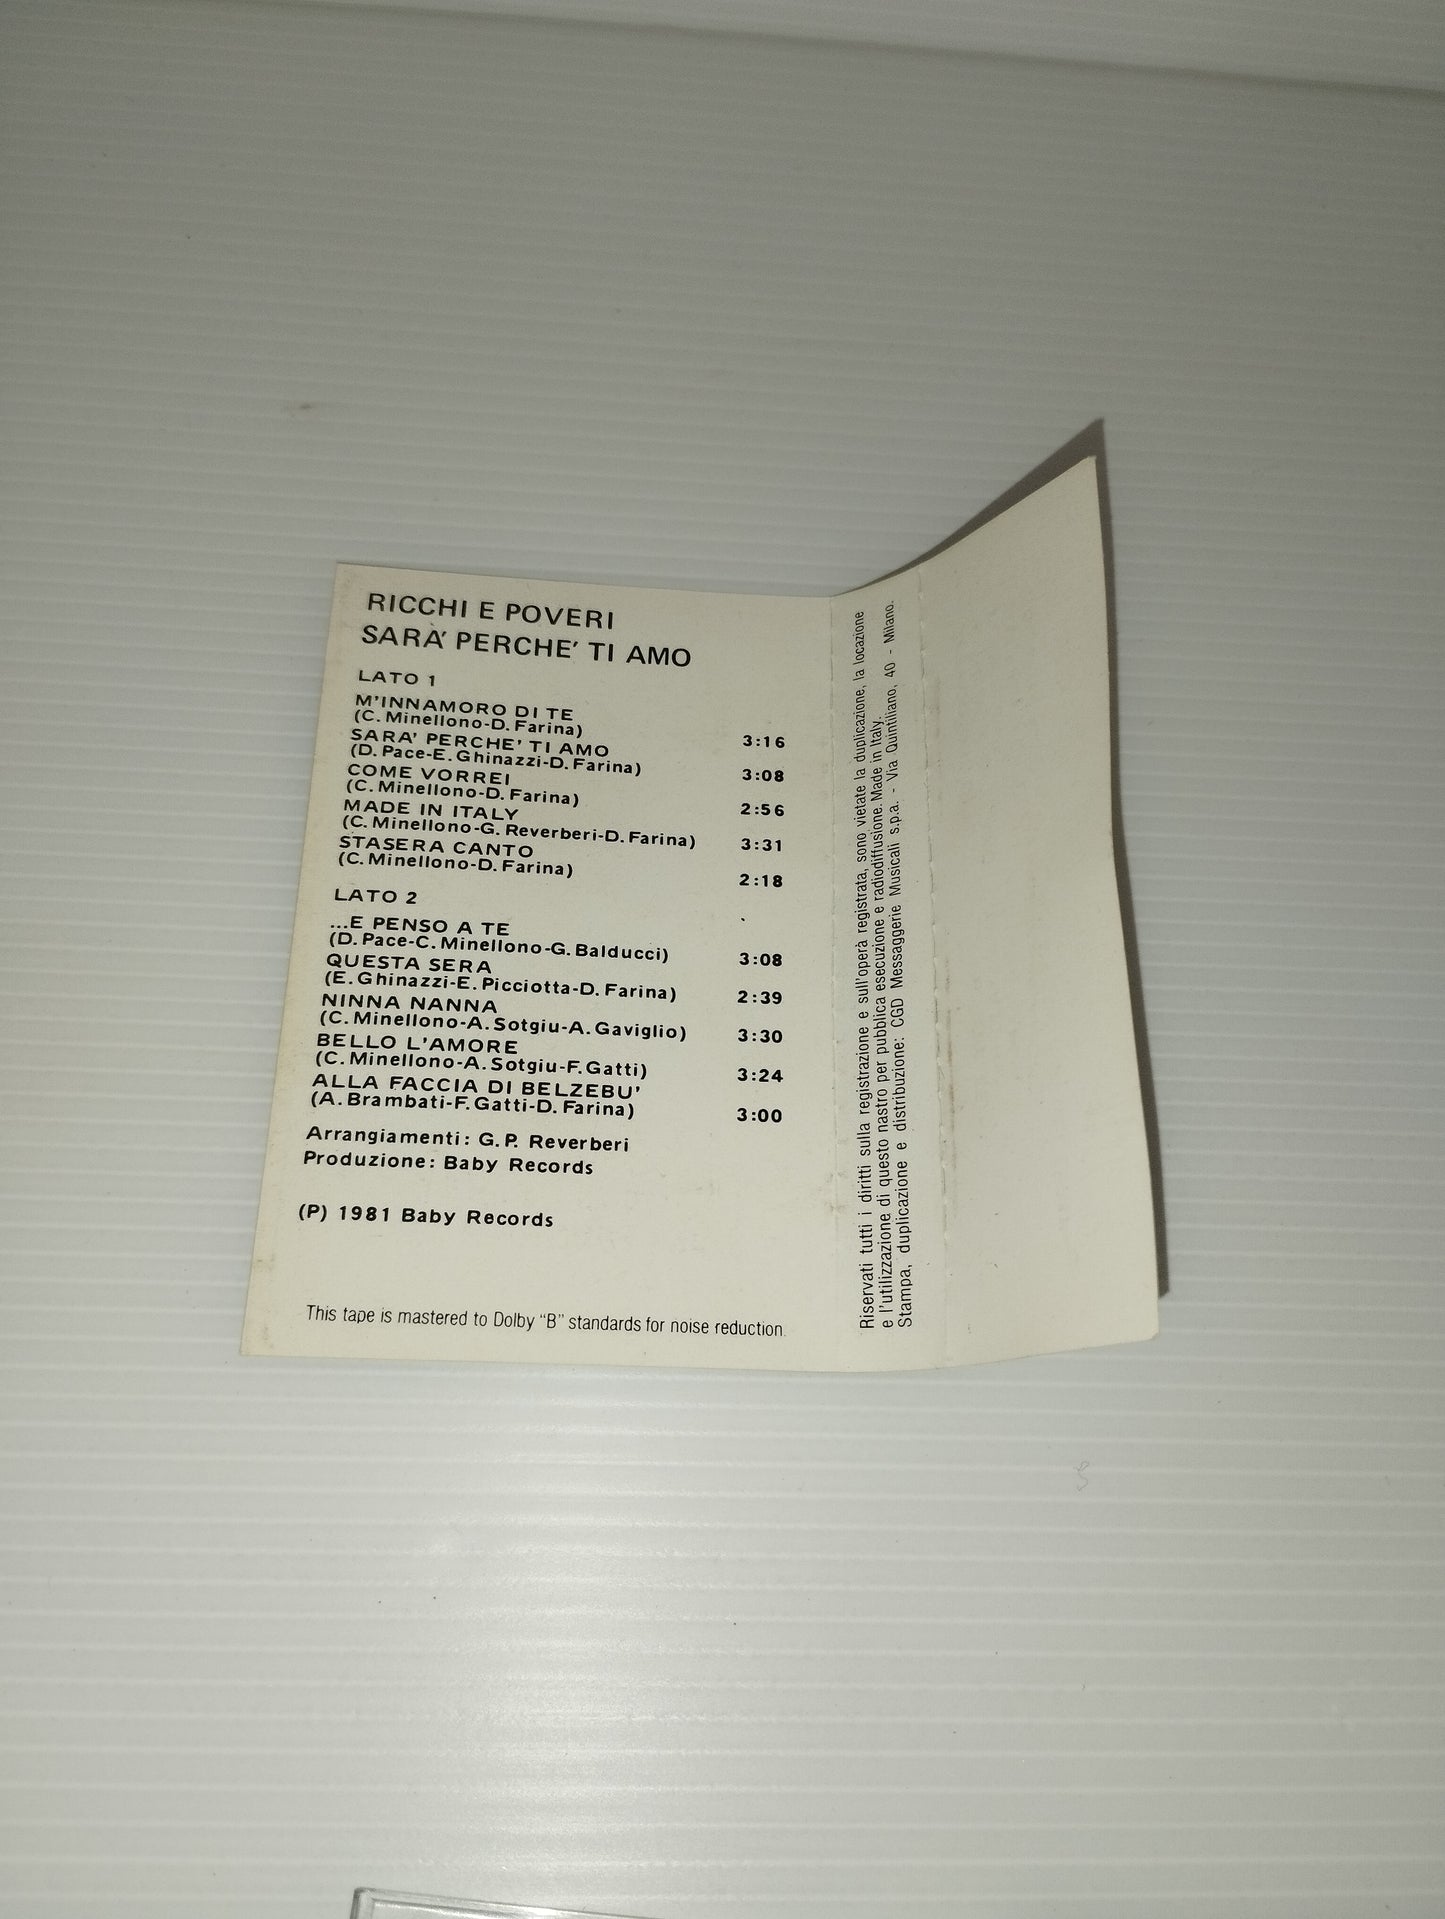 RICCHI E POVERI
SARA' PERCHE' TI AMO
LATO 1
M'INNAMORO DI TE
(C. Minellono-D. Farina) 3:16
SARA' PERCHE' TI AMO
(D. Pace-E. Ghinazzi-D. Farina) 3:08
COME VORREI
(C. Minellono-D. Farina) 2:56
MADE IN ITALY
(C. Minellono-G. Reverberi-D. Farina) 3:31
STASERA CANTO
(C. Minellono-D. Farina) 2:18
LATO 2
...E PENSO A TE
(D. Pace-C. Minellono-G. Balducci) 3:08
QUESTA SERA
(E. Ghinazzi-E. Picciotta-D. Farina) 2:39
NINNA NANNA
(C. Minellono-A. Sotgiu-A. Gaviglio) 3:30
BELLO L'AMORE
(C. Minellono-A. Sotgiu-F. Gatti) 3:24
ALLA FACCIA DI BELZEBU'
(A. Brambati-F. Gatti-D. Farina) 3:00
Arrangiamenti: G.P. Reverberi
Produzione: Baby Records
(P) 1981 Baby Records
This tape is mastered to Dolby "B" standards for noise reduction.
Riservati tutti i diritti sulla registrazione e sull'operà registrata, sono vietate la duplicazione, la locazione
e l'utilizzazione di questo nastro per pubblica esecuzione e radiodiffusione. Made in Italy.
Stampa, duplicazione e distribuzione: CGD Messaggerie Musicali s.p.a. - Via Quintiliano, 40 - Milano.